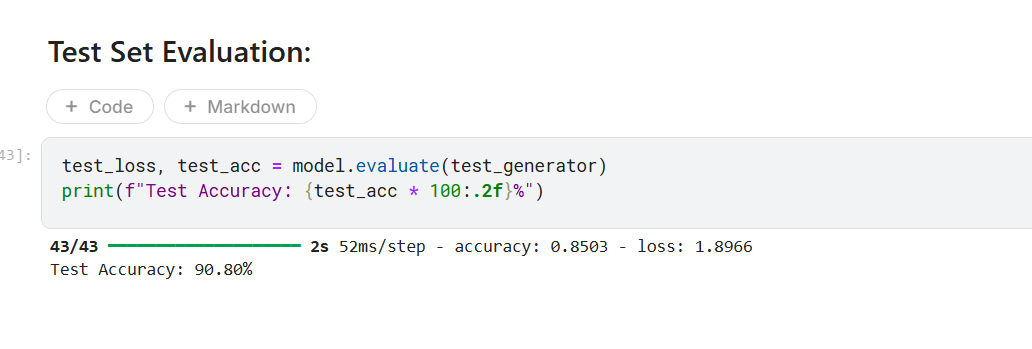 Test Set Evaluation:
+ Code + Markdown
43]:
test_loss, test_acc = model.evaluate(test_generator)
print(f"Test Accuracy: {test_acc * 100:.2f}%")
43/43 ━━━━━━━━━━━━━━━━━━━━ 2s 52ms/step - accuracy: 0.8503 - loss: 1.8966
Test Accuracy: 90.80%